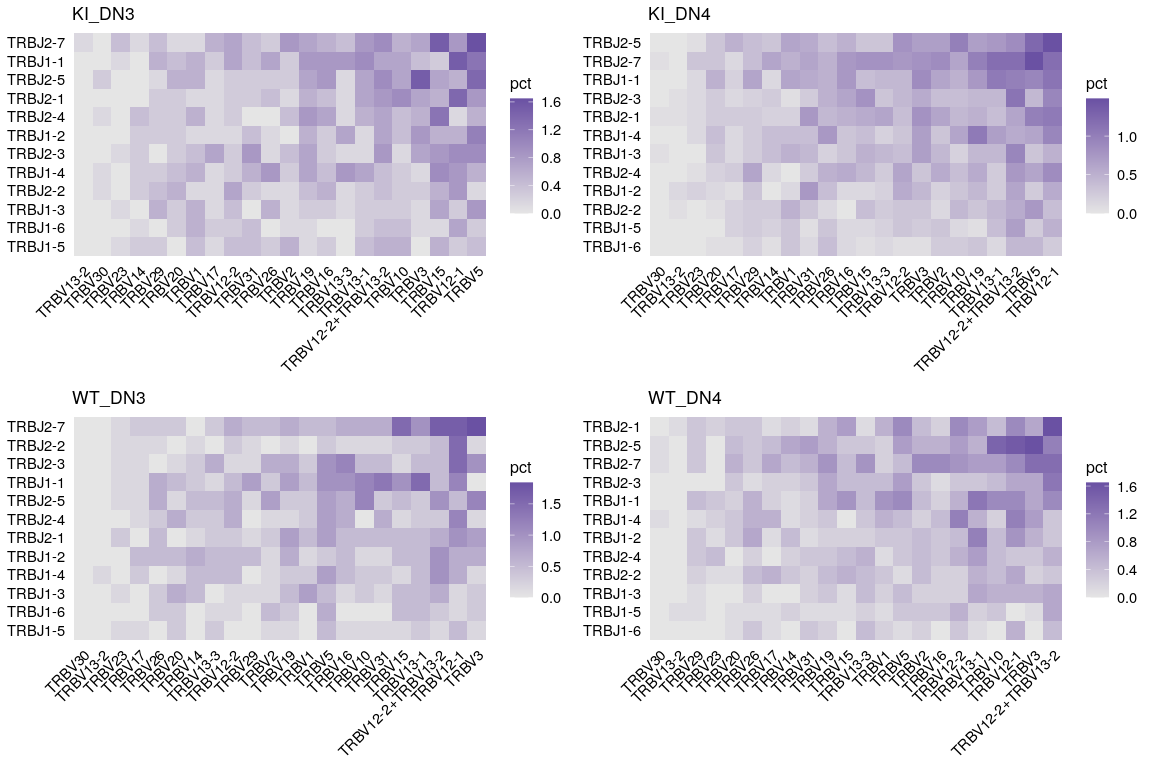 KI_DN3
TRBJ2-7
TRBJ1-1
TRBJ2-5
TRBJ2-1
TRBJ2-4
TRBJ1-2
TRBJ2-3
TRBJ1-4
TRBJ2-2
TRBJ1-3
TRBJ1-6
TRBJ1-5
TRBV13-2
TRBV30
TRBV23
TRBV14
TRBV29
TRBV20
TRBV1
TRBV17
TRBV12-2
TRBV31
TRBV26
TRBV2
TRBV19
TRBV16
TRBV13-3
TRBV13-1
TRBV12-2+TRBV13-2
TRBV10
TRBV3
TRBV15
TRBV12-1
TRBV5
pct
1.6
1.2
0.8
0.4
0.0
KI_DN4
TRBJ2-5
TRBJ2-7
TRBJ1-1
TRBJ2-3
TRBJ2-1
TRBJ1-4
TRBJ1-3
TRBJ2-4
TRBJ1-2
TRBJ2-2
TRBJ1-5
TRBJ1-6
TRBV30
TRBV13-2
TRBV23
TRBV20
TRBV17
TRBV29
TRBV14
TRBV1
TRBV31
TRBV26
TRBV16
TRBV15
TRBV13-3
TRBV12-2
TRBV3
TRBV2
TRBV10
TRBV19
TRBV13-1
TRBV12-2+TRBV13-2
TRBV5
TRBV12-1
pct
1.0
0.5
0.0
WT_DN3
TRBJ2-7
TRBJ2-2
TRBJ2-3
TRBJ1-1
TRBJ2-5
TRBJ2-4
TRBJ2-1
TRBJ1-2
TRBJ1-4
TRBJ1-3
TRBJ1-6
TRBJ1-5
TRBV30
TRBV13-2
TRBV23
TRBV17
TRBV26
TRBV20
TRBV14
TRBV13-3
TRBV12-2
TRBV29
TRBV2
TRBV19
TRBV1
TRBV5
TRBV16
TRBV10
TRBV31
TRBV15
TRBV13-1
TRBV12-2+TRBV13-2
TRBV12-1
TRBV3
pct
1.5
1.0
0.5
0.0
WT_DN4
TRBJ2-1
TRBJ2-5
TRBJ2-7
TRBJ2-3
TRBJ1-1
TRBJ1-4
TRBJ1-2
TRBJ2-4
TRBJ2-2
TRBJ1-3
TRBJ1-5
TRBJ1-6
TRBV30
TRBV13-2
TRBV29
TRBV23
TRBV20
TRBV26
TRBV17
TRBV14
TRBV31
TRBV19
TRBV15
TRBV13-3
TRBV1
TRBV5
TRBV2
TRBV16
TRBV12-2
TRBV13-1
TRBV10
TRBV12-1
TRBV3
TRBV12-2+TRBV13-2
pct
1.6
1.2
0.8
0.4
0.0